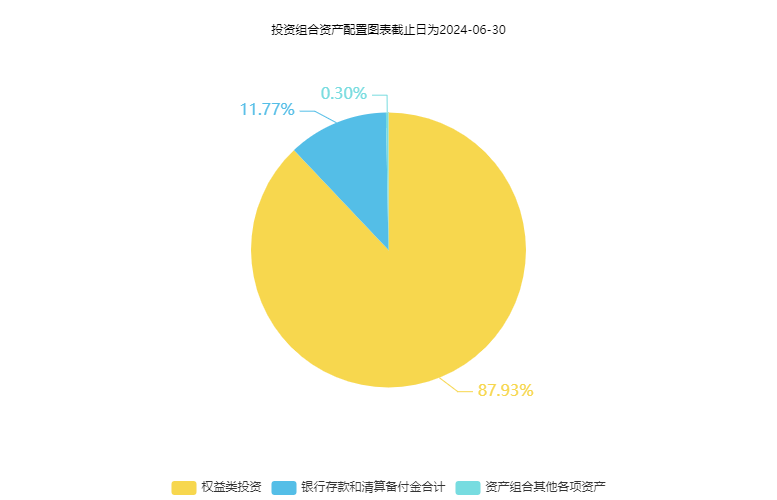 投资组合资产配置图表截止日为2024-06-30
0.30%
11.77%
87.93%
权益类投资 银行存款和清算备付金合计 资产组合其他各项资产